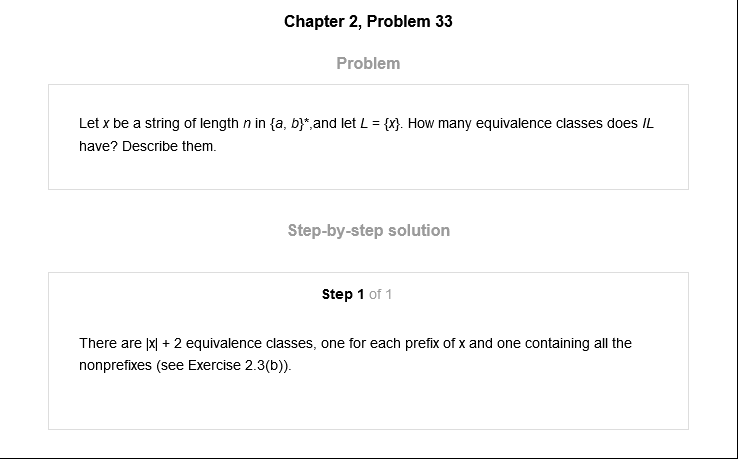 Chapter 2, Problem 33
Problem
Let x be a string of length n in {a, b}*,and let L = {x}. How many equivalence classes does IL
have? Describe them.
Step-by-step solution
Step 1 of 1
There are |x| + 2 equivalence classes, one for each prefix of x and one containing all the
nonprefixes (see Exercise 2.3(b)).